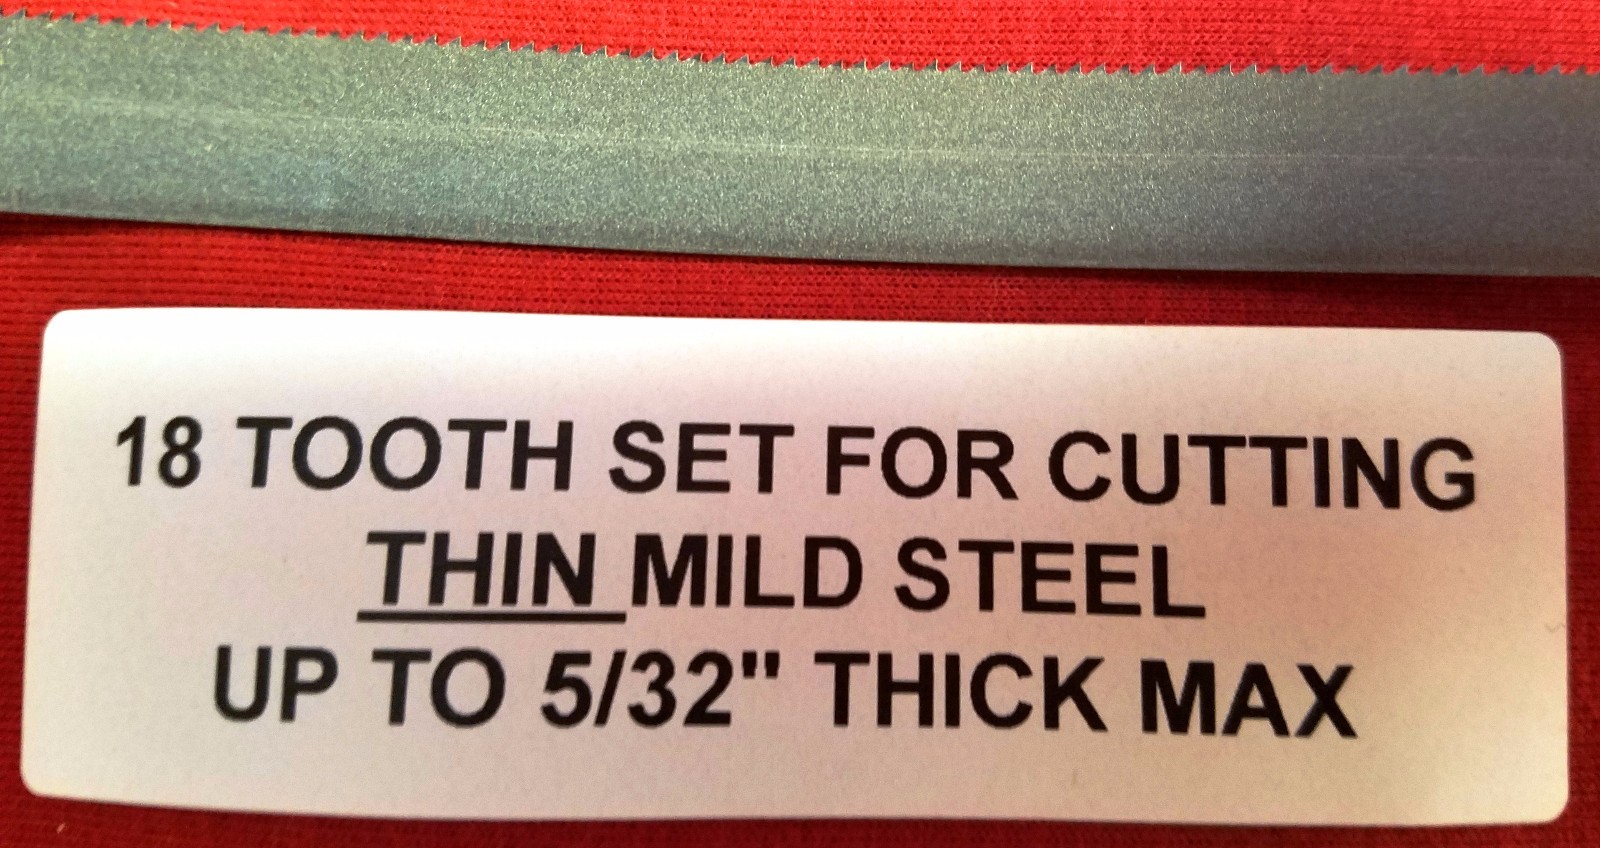 18 TOOTH SET FOR CUTTING
THIN MILD STEEL
UP TO 5/32" THICK MAX